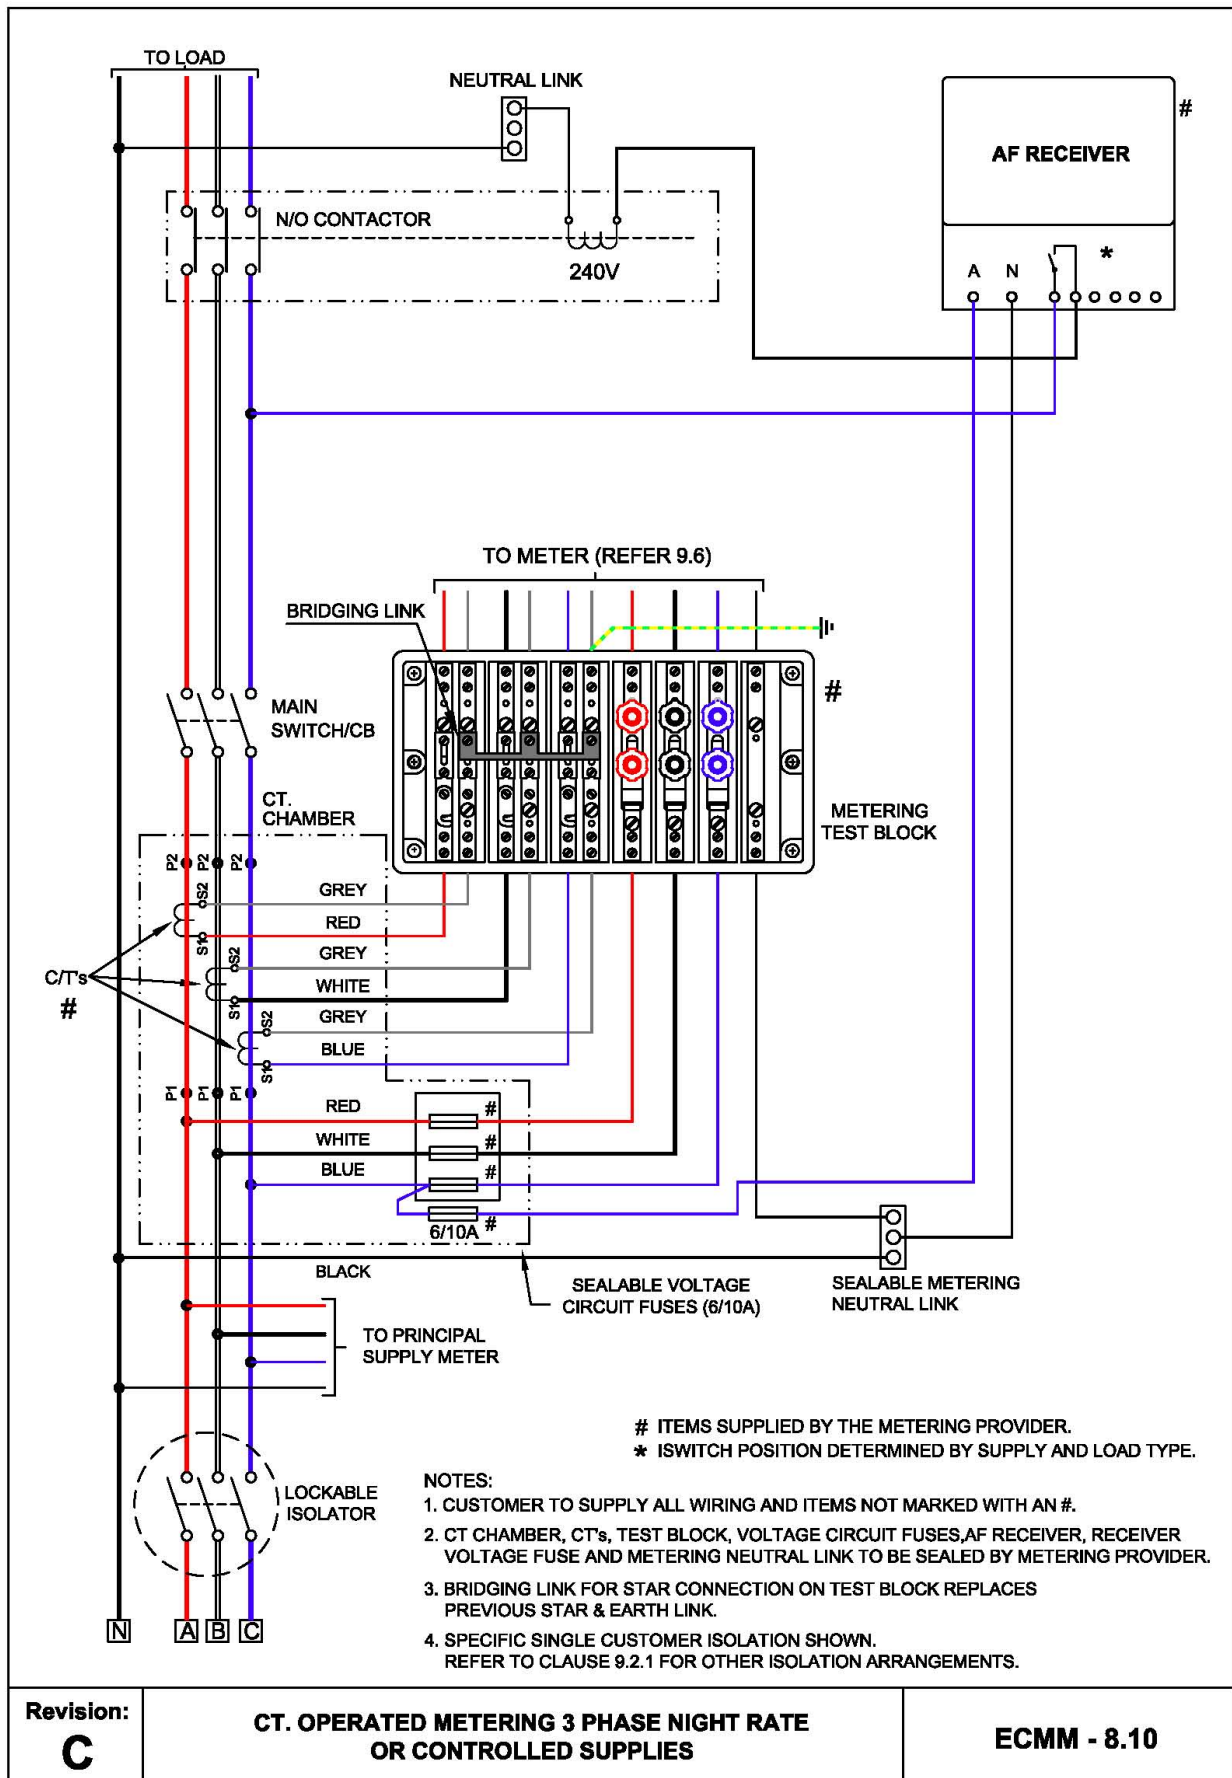 TO LOAD
NEUTRAL LINK
#
AF RECEIVER
N/O CONTACTOR
240V
A N *
TO METER (REFER 9.6)
BRIDGING LINK
#
MAIN
SWITCH/CB
METERING
TEST BLOCK
CT.
CHAMBER
P2 P2 P2
S2
GREY
RED
S1
S2
GREY
WHITE
S1
S2
GREY
BLUE
S1
C/T's
#
P1 P1 P1
RED
#
WHITE
#
BLUE
#
6/10A #
BLACK
SEALABLE VOLTAGE
CIRCUIT FUSES (6/10A)
SEALABLE METERING
NEUTRAL LINK
TO PRINCIPAL
SUPPLY METER
# ITEMS SUPPLIED BY THE METERING PROVIDER.
* ISWITCH POSITION DETERMINED BY SUPPLY AND LOAD TYPE.
LOCKABLE
ISOLATOR
N A B C
NOTES:
1. CUSTOMER TO SUPPLY ALL WIRING AND ITEMS NOT MARKED WITH AN #.
2. CT CHAMBER, CT's, TEST BLOCK, VOLTAGE CIRCUIT FUSES,AF RECEIVER, RECEIVER
VOLTAGE FUSE AND METERING NEUTRAL LINK TO BE SEALED BY METERING PROVIDER.
3. BRIDGING LINK FOR STAR CONNECTION ON TEST BLOCK REPLACES
PREVIOUS STAR & EARTH LINK.
4. SPECIFIC SINGLE CUSTOMER ISOLATION SHOWN.
REFER TO CLAUSE 9.2.1 FOR OTHER ISOLATION ARRANGEMENTS.
Revision:
C
CT. OPERATED METERING 3 PHASE NIGHT RATE
OR CONTROLLED SUPPLIES
ECMM - 8.10